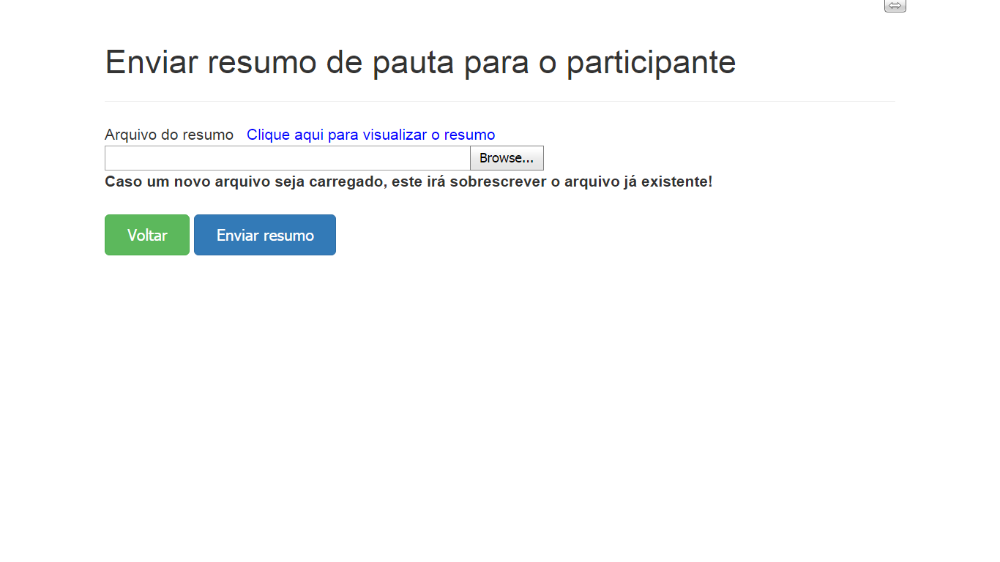 Enviar resumo de pauta para o participante
Arquivo do resumo Clique aqui para visualizar o resumo
Browse...
Caso um novo arquivo seja carregado, este irá sobrescrever o arquivo já existente!
Voltar Enviar resumo